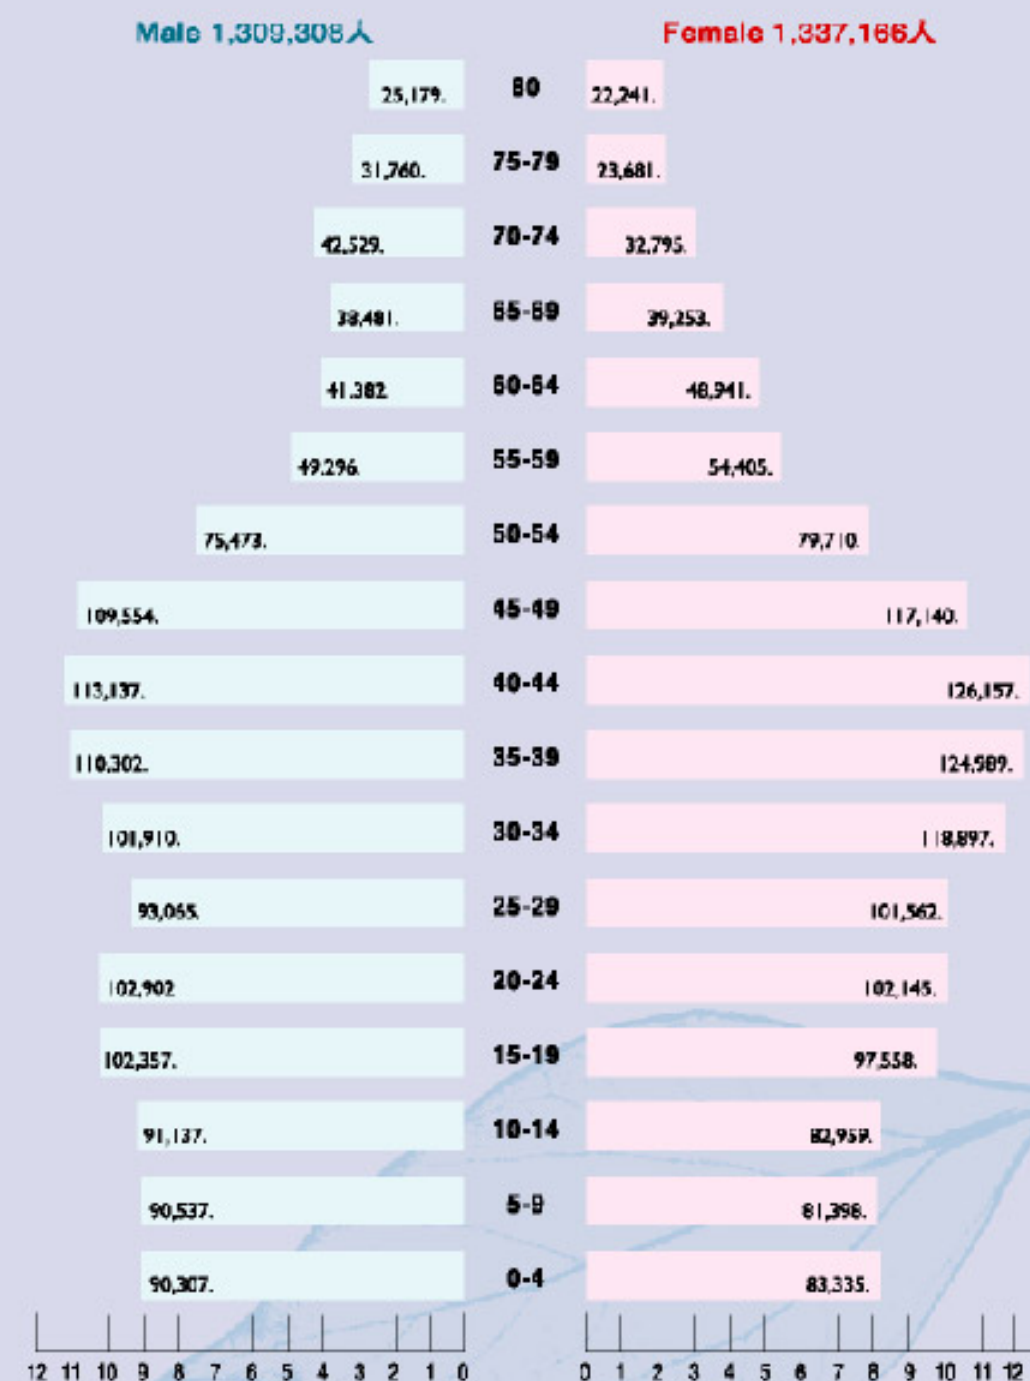 Male 1,309,308人 Female 1,337,166人
25,179. 80 22,241.
31,760. 75-79 23,681.
42,529. 70-74 32,795.
38,481. 65-69 39,253.
41.382 60-64 48,941.
49.296. 55-59 54,405.
75,473. 50-54 79,710.
109,554. 45-49 117,140.
113,137. 40-44 126,157.
110,302. 35-39 124,989.
101,910. 30-34 118,897.
93,065. 25-29 101,562.
102,902 20-24 102,145.
102,357. 15-19 97,558.
91,137. 10-14 82,959.
90,537. 5-9 81,398.
90,307. 0-4 83,335.
12 11 10 9 8 7 6 5 4 3 2 1 0 0 1 2 3 4 5 6 7 8 9 10 11 12